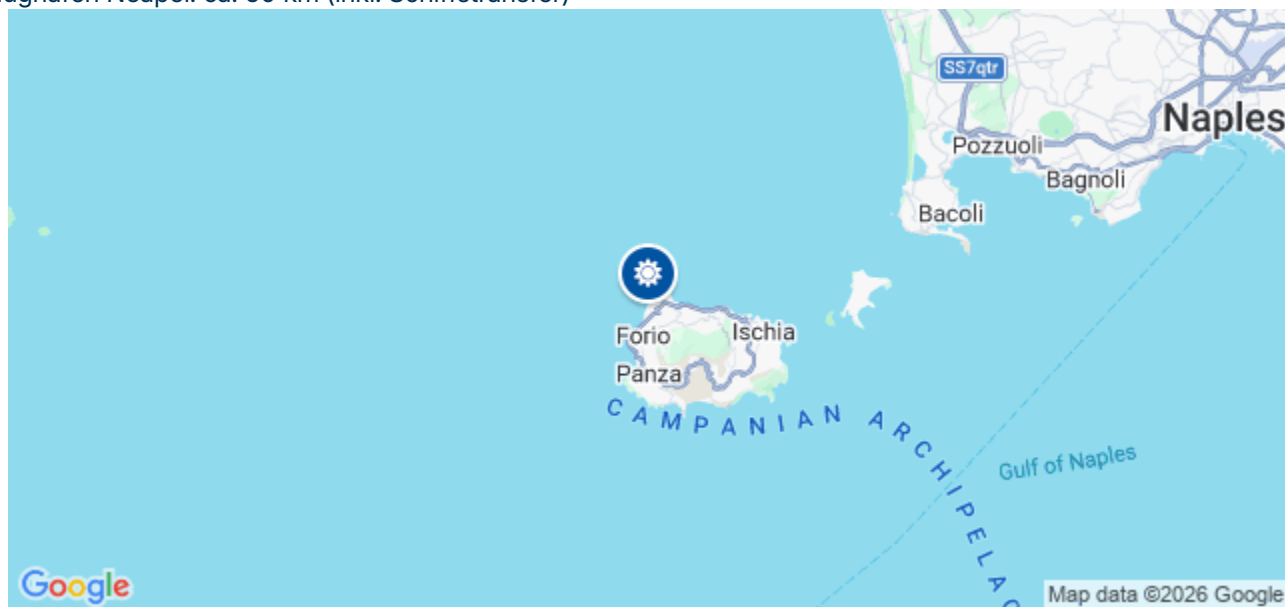 SS7qtr
Naples
Pozzuoli
Bagnoli
Bacoli
Forio
Ischia
Panza
CAMPANIAN ARCHIPELAG
Gulf of Naples
Google
Map data ©2026 Google